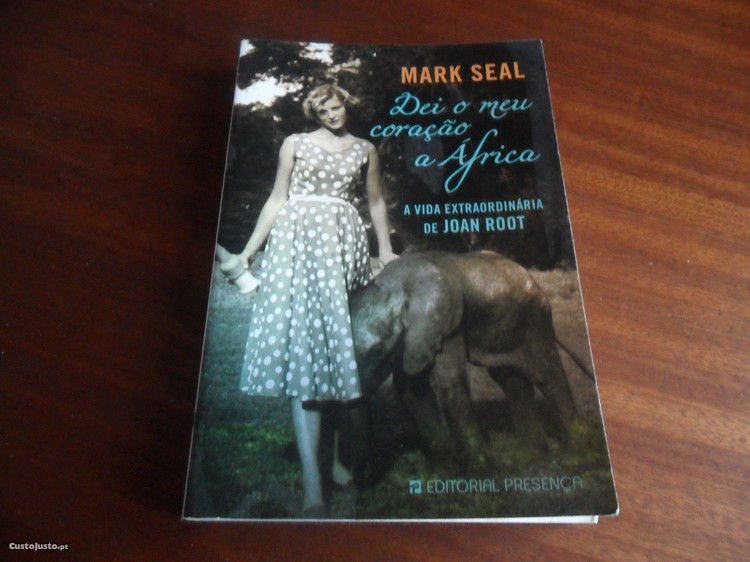 MARK SEAL
Dei o meu
coração
a África
A VIDA EXTRAORDINÁRIA
DE JOAN ROOT
EDITORIAL PRESENÇA
CustoJusto.pt